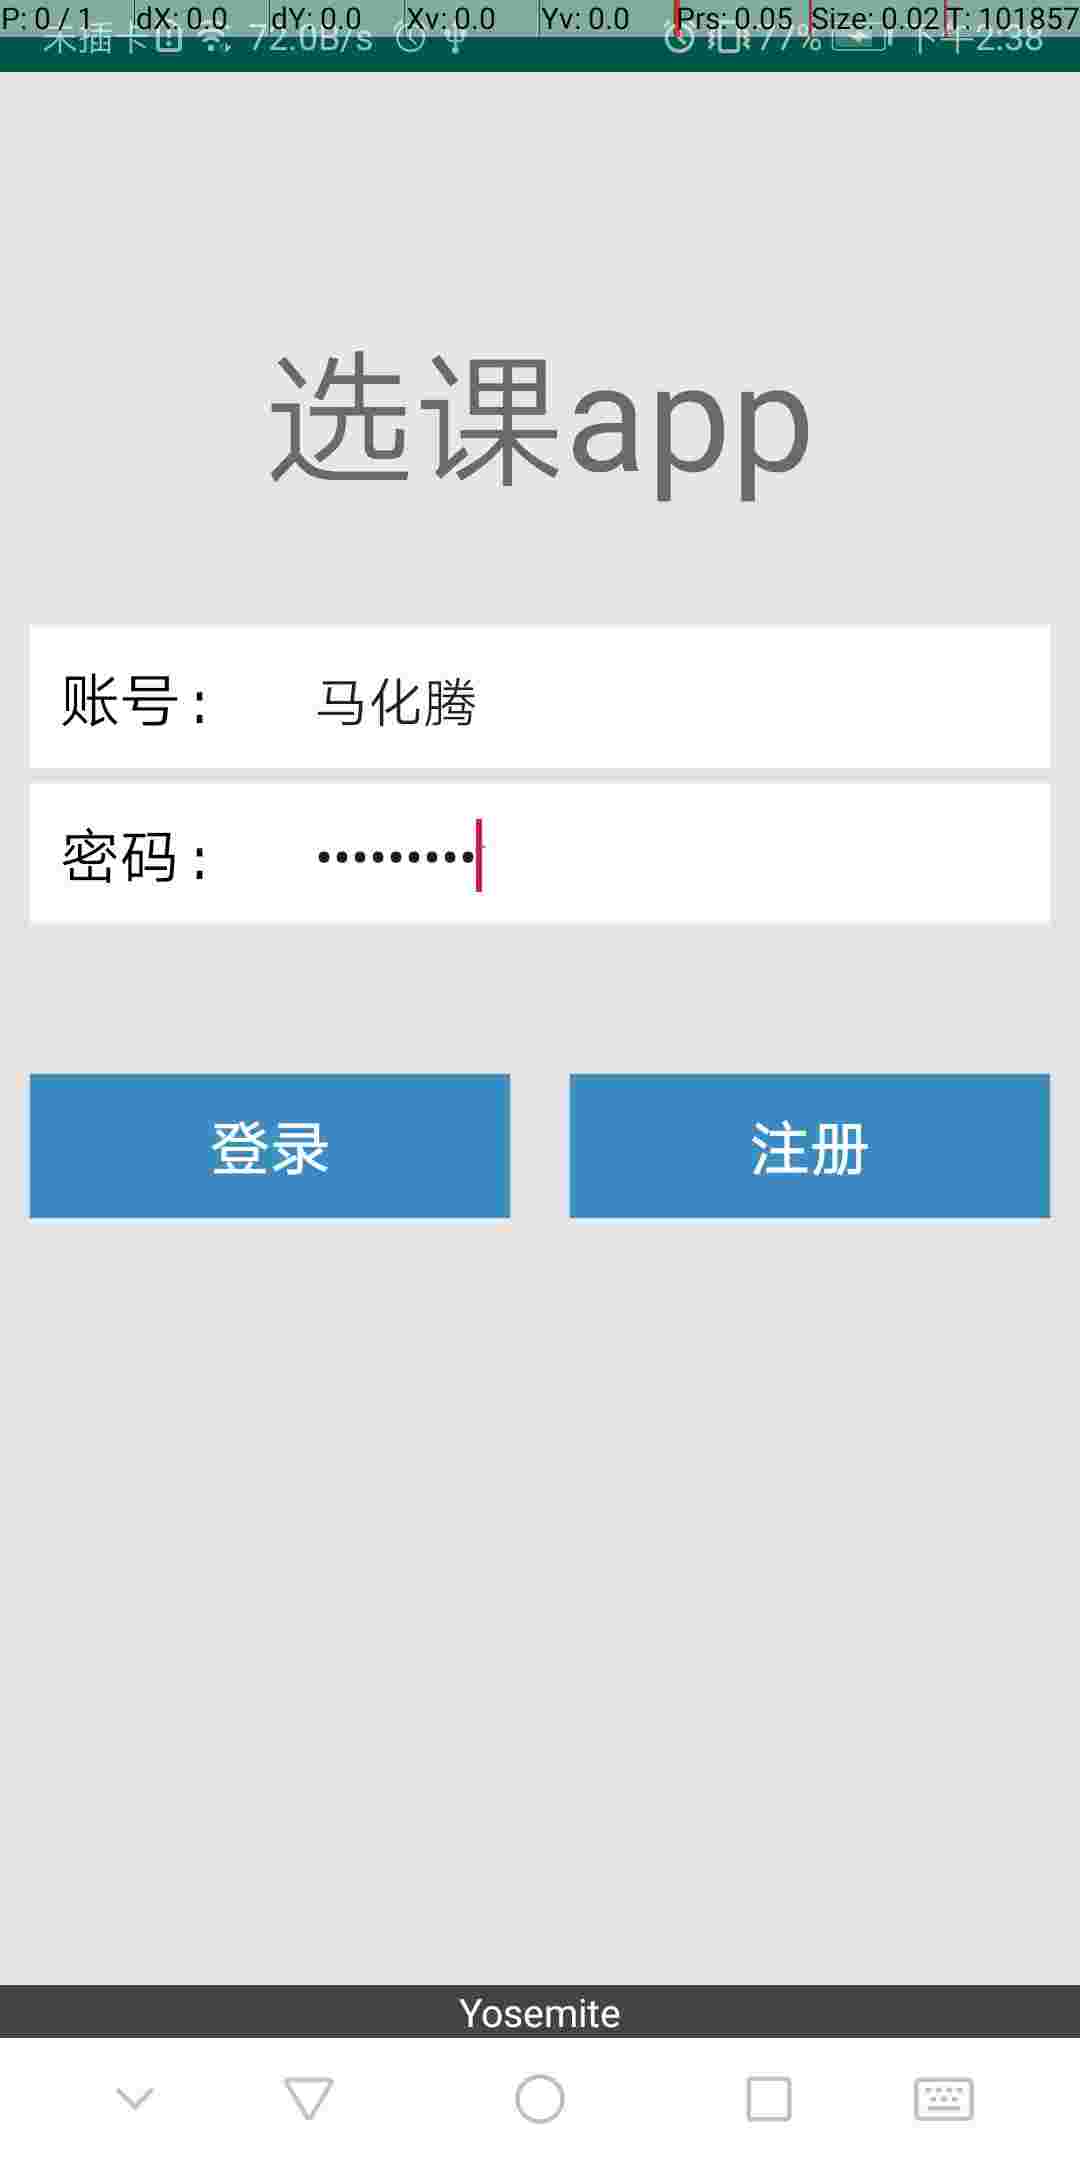 P: 0 / 1 dX: 0.0 dY: 0.0 Xv: 0.0 Yv: 0.0 Prs: 0.05 Size: 0.02 T: 101857
未插卡 72.0B/s 77% 下午2:38
选课app
账号: 马化腾
密码: •••••••••
登录 注册
Yosemite